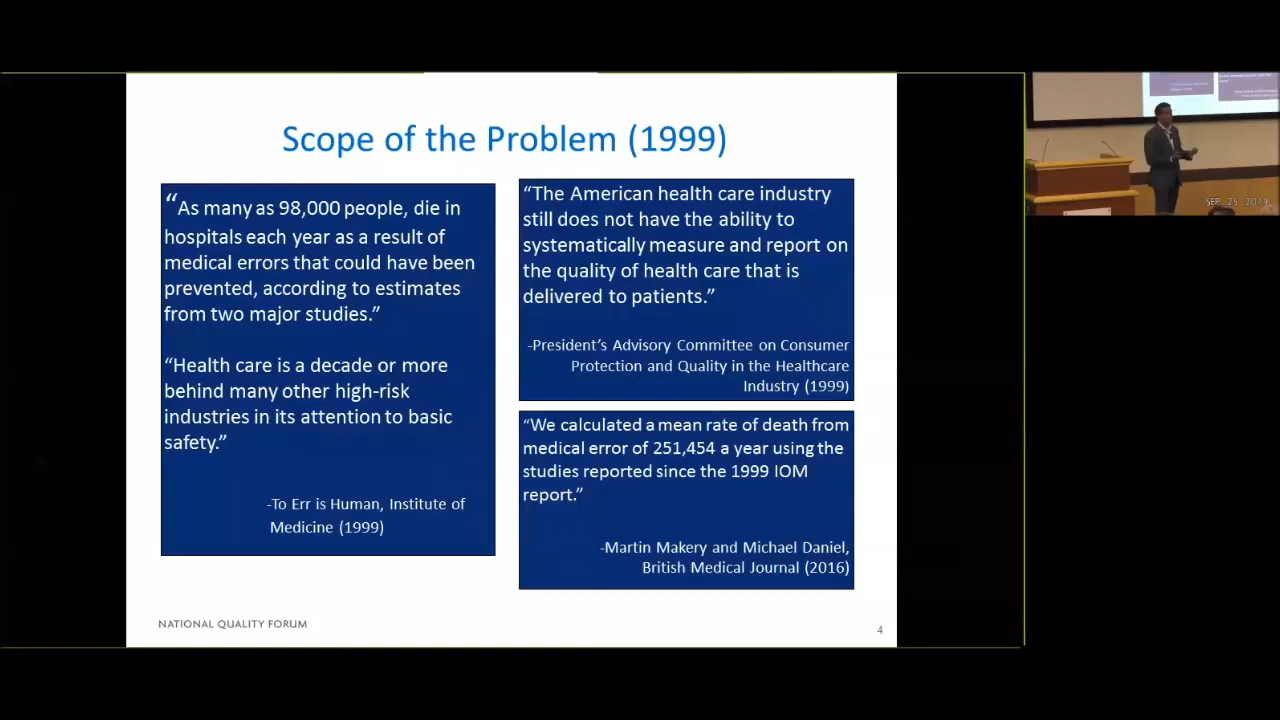 Scope of the Problem (1999)
“As many as 98,000 people, die in
hospitals each year as a result of
medical errors that could have been
prevented, according to estimates
from two major studies.”
“Health care is a decade or more
behind many other high-risk
industries in its attention to basic
safety.”
-To Err is Human, Institute of
Medicine (1999)
“The American health care industry
still does not have the ability to
systematically measure and report on
the quality of health care that is
delivered to patients.”
-President’s Advisory Committee on Consumer
Protection and Quality in the Healthcare
Industry (1999)
“We calculated a mean rate of death from
medical error of 251,454 a year using the
studies reported since the 1999 IOM
report.”
-Martin Makery and Michael Daniel,
British Medical Journal (2016)
NATIONAL QUALITY FORUM
4
SEP. 25 2019